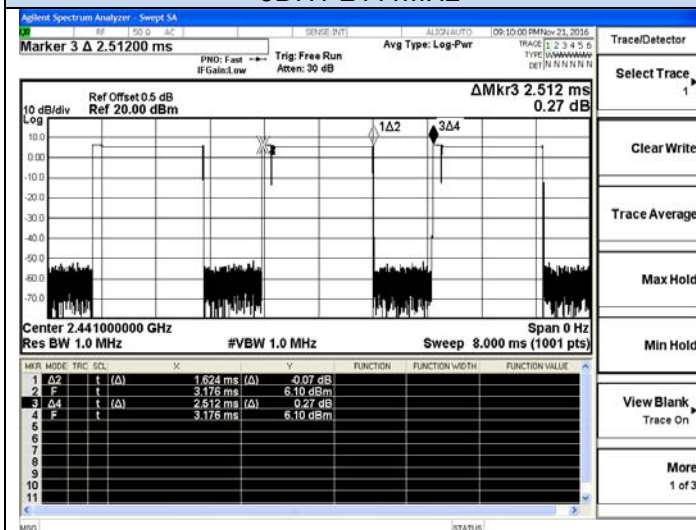 Agilent Spectrum Analyzer - Swept SA
RF 50 Ω AC SENSE:INT ALIGN AUTO 09:10:00 PM Nov 21, 2016
Marker 3 Δ 2.51200 ms
PNO: Fast
IFGain:Low
Trig: Free Run
Atten: 30 dB
Avg Type: Log-Pwr
TRACE 1 2 3 4 5 6
TYPE
DET N N N N N N
ΔMkr3 2.512 ms
0.27 dB
Ref Offset 0.5 dB
10 dB/div Ref 20.00 dBm
Log
10.0
0.00
-10.0
-20.0
-30.0
-40.0
-50.0
-60.0
-70.0
1Δ2
3Δ4
Center 2.441000000 GHz Span 0 Hz
Res BW 1.0 MHz #VBW 1.0 MHz Sweep 8.000 ms (1001 pts)
MKR MODE TRC SCL X Y FUNCTION FUNCTION WIDTH FUNCTION VALUE
1 Δ2 t (Δ) 1.624 ms (Δ) -0.07 dB
2 F t 3.176 ms 6.10 dBm
3 Δ4 t (Δ) 2.512 ms (Δ) 0.27 dB
4 F t 3.176 ms 6.10 dBm
5
6
7
8
9
10
11
MSG STATUS
Trace/Detector
Select Trace
1
Clear Write
Trace Average
Max Hold
Min Hold
View Blank
Trace On
More
1 of 3